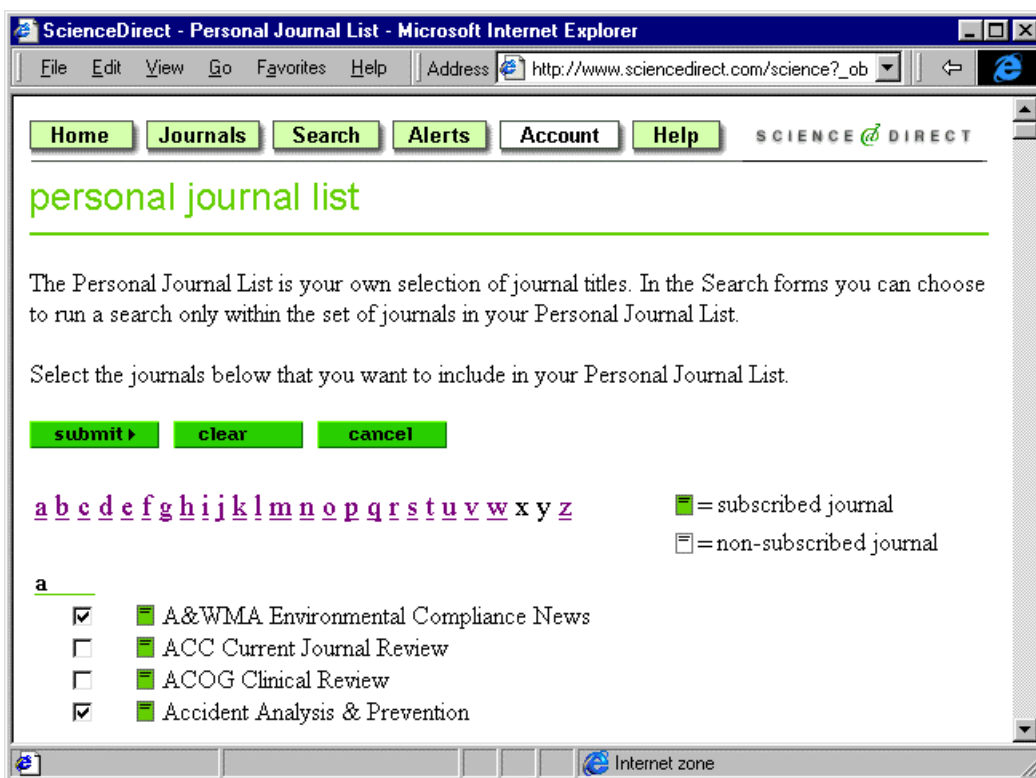 ScienceDirect - Personal Journal List - Microsoft Internet Explorer
File Edit View Go Favorites Help Address http://www.sciencedirect.com/science?_ob
Home Journals Search Alerts Account Help SCIENCE @ DIRECT
personal journal list
The Personal Journal List is your own selection of journal titles. In the Search forms you can choose
to run a search only within the set of journals in your Personal Journal List.
Select the journals below that you want to include in your Personal Journal List.
submit clear cancel
a b c d e f g h i j k l m n o p q r s t u v w x y z
= subscribed journal
= non-subscribed journal
a
A&WMA Environmental Compliance News
ACC Current Journal Review
ACOG Clinical Review
Accident Analysis & Prevention
Internet zone